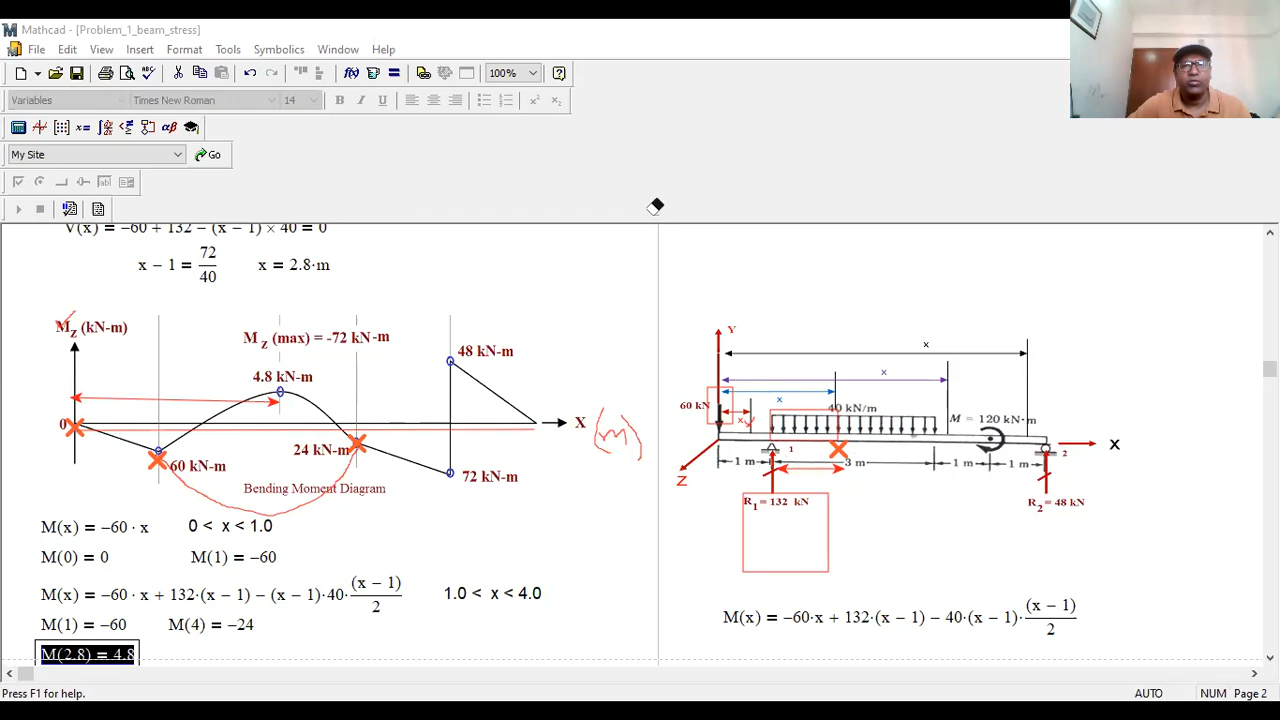 Mathcad - [Problem_1_beam_stress]
File Edit View Insert Format Tools Symbolics Window Help
100%
Variables Times New Roman 14 B I U
My Site Go
V(x) = −60 + 132 − (x − 1) × 40 = 0
x − 1 = 72/40 x = 2.8·m
MZ (kN-m)
M Z (max) = -72 kN-m
48 kN-m
4.8 kN-m
0
X
(m)
24 kN-m
60 kN-m
72 kN-m
Bending Moment Diagram
M(x) = −60 · x 0 < x < 1.0
M(0) = 0 M(1) = −60
M(x) = −60 · x + 132·(x − 1) − (x − 1)·40·(x − 1)/2 1.0 < x < 4.0
M(1) = −60 M(4) = −24
M(2.8) = 4.8
Y
x
x
x
60 kN
x
40 kN/m
M = 120 kN·m
x
1
2
1 m 3 m 1 m 1 m
Z
R1 = 132 kN
R2 = 48 kN
M(x) = −60·x + 132·(x − 1) − 40·(x − 1)·(x − 1)/2
Press F1 for help. AUTO NUM Page 2